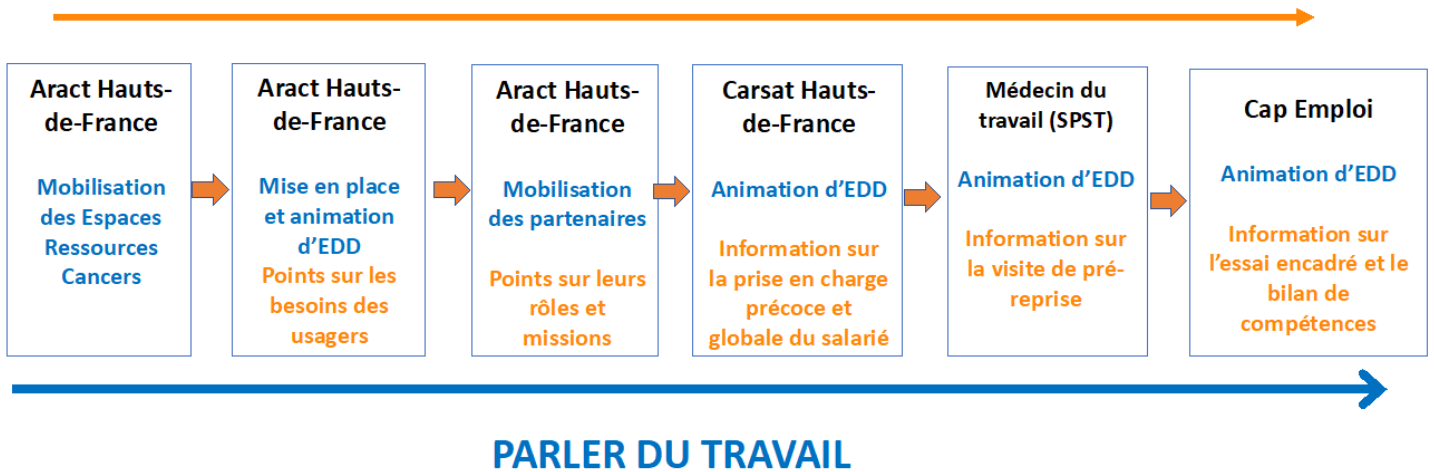 Aract Hauts-
de-France
Mobilisation
des Espaces
Ressources
Cancers
Aract Hauts-
de-France
Mise en place
et animation
d'EDD
Points sur les
besoins des
usagers
Aract Hauts-
de-France
Mobilisation
des partenaires
Points sur leurs
rôles et
missions
Carsat Hauts-
de-France
Animation d'EDD
Information sur
la prise en charge
précoce et
globale du salarié
Médecin du
travail (SPST)
Animation d'EDD
Information sur
la visite de pré-
reprise
Cap Emploi
Animation d'EDD
Information sur
l'essai encadré et le
bilan de
compétences
PARLER DU TRAVAIL